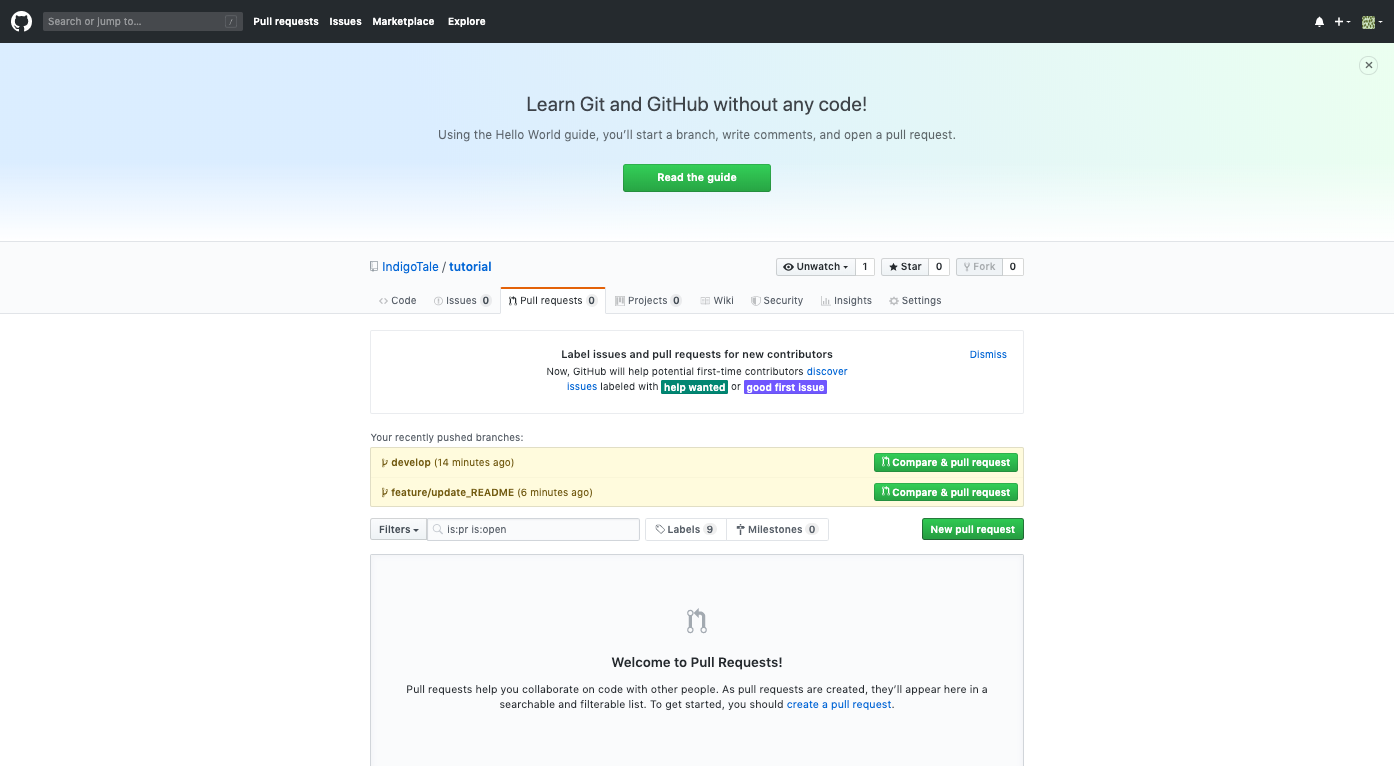 Search or jump to... /
Pull requests Issues Marketplace Explore
Learn Git and GitHub without any code!
Using the Hello World guide, you’ll start a branch, write comments, and open a pull request.
Read the guide
IndigoTale / tutorial
Unwatch 1 Star 0 Fork 0
Code Issues 0 Pull requests 0 Projects 0 Wiki Security Insights Settings
Label issues and pull requests for new contributors
Dismiss
Now, GitHub will help potential first-time contributors discover
issues labeled with help wanted or good first issue
Your recently pushed branches:
develop (14 minutes ago) Compare & pull request
feature/update_README (6 minutes ago) Compare & pull request
Filters is:pr is:open Labels 9 Milestones 0 New pull request
Welcome to Pull Requests!
Pull requests help you collaborate on code with other people. As pull requests are created, they’ll appear here in a
searchable and filterable list. To get started, you should create a pull request.